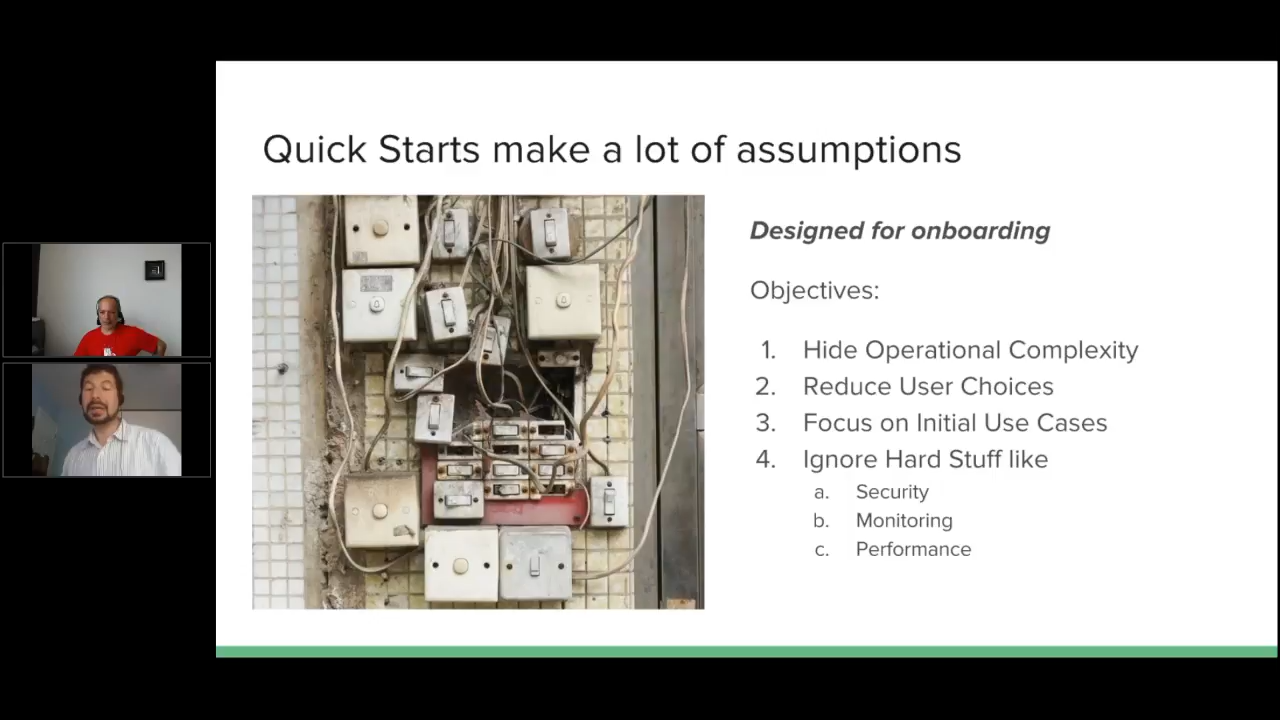 Quick Starts make a lot of assumptions
Designed for onboarding
Objectives:
1. Hide Operational Complexity
2. Reduce User Choices
3. Focus on Initial Use Cases
4. Ignore Hard Stuff like
a. Security
b. Monitoring
c. Performance